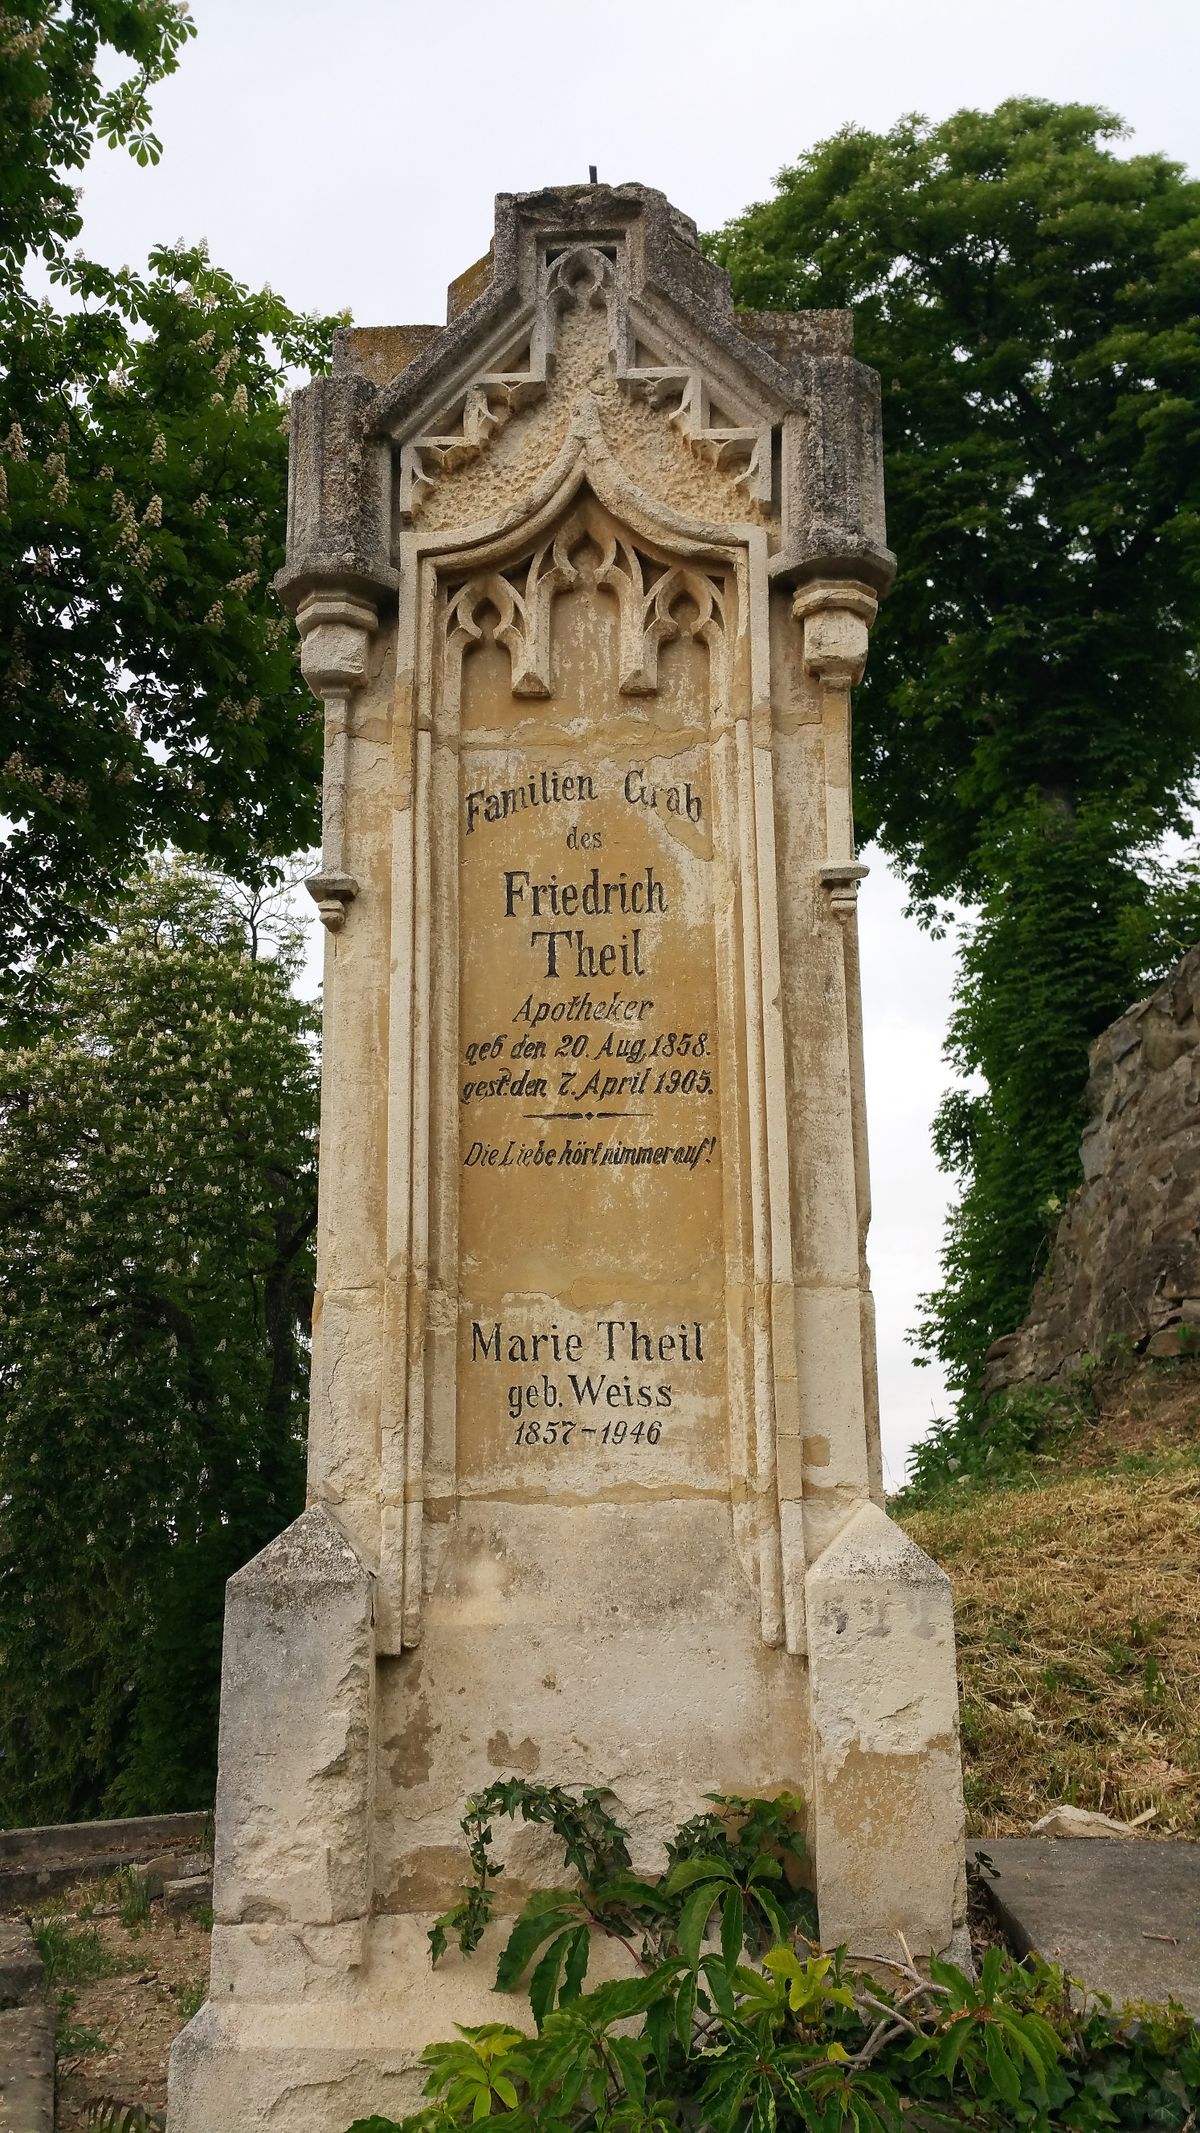 Familien Grab
des
Friedrich
Theil
Apotheker
geb den 20. Aug. 1858.
gest. den 7. April 1905.
Die Liebe hört nimmer auf!
Marie Theil
geb. Weiss
1857-1946